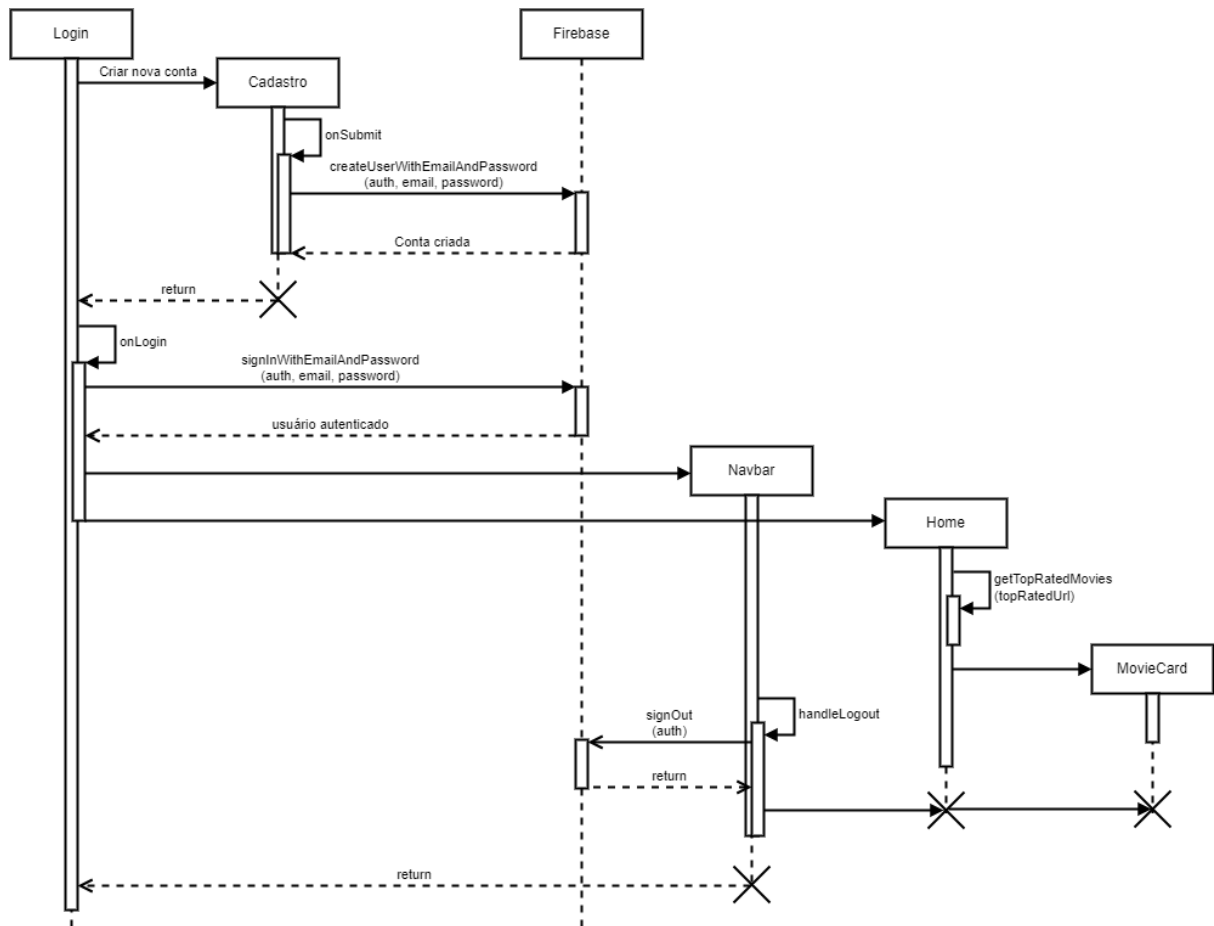 Login
Firebase
Criar nova conta
Cadastro
onSubmit
createUserWithEmailAndPassword
(auth, email, password)
Conta criada
return
onLogin
signInWithEmailAndPassword
(auth, email, password)
usuário autenticado
Navbar
Home
getTopRatedMovies
(topRatedUrl)
MovieCard
signOut
(auth)
handleLogout
return
return